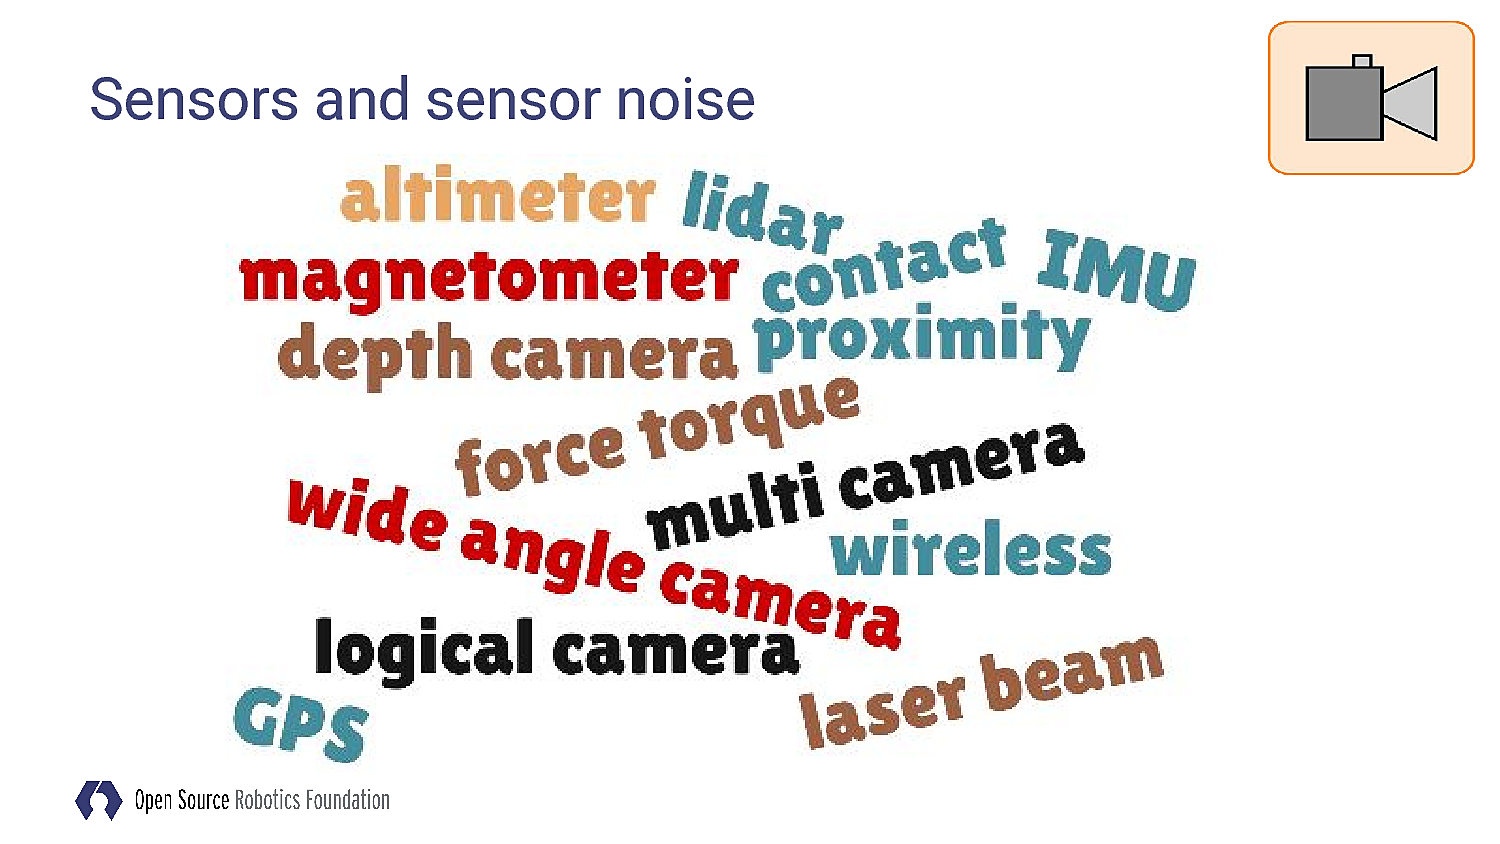 Sensors and sensor noise
altimeter
lidar
magnetometer
contact
IMU
depth camera
proximity
force torque
multi camera
wide angle camera
wireless
logical camera
laser beam
GPS
Open Source Robotics Foundation